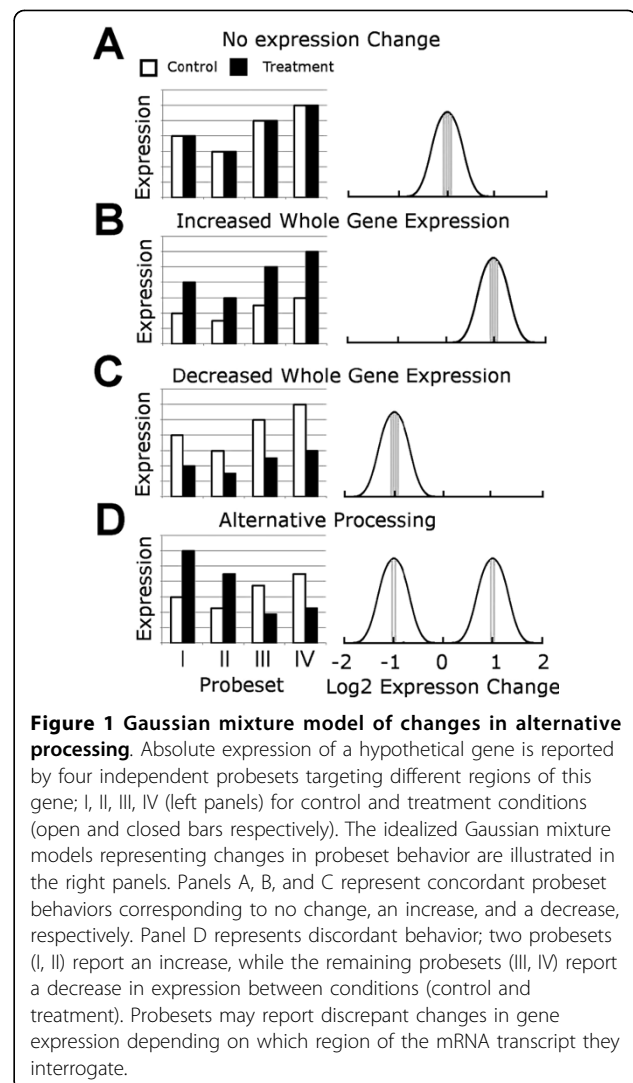 A
No expression Change
Control Treatment
Expression
B
Increased Whole Gene Expression
Expression
C
Decreased Whole Gene Expression
Expression
D
Alternative Processing
Expression
I II III IV
Probeset
-2 -1 0 1 2
Log2 Expresson Change
Figure 1 Gaussian mixture model of changes in alternative
processing. Absolute expression of a hypothetical gene is reported
by four independent probesets targeting different regions of this
gene; I, II, III, IV (left panels) for control and treatment conditions
(open and closed bars respectively). The idealized Gaussian mixture
models representing changes in probeset behavior are illustrated in
the right panels. Panels A, B, and C represent concordant probeset
behaviors corresponding to no change, an increase, and a decrease,
respectively. Panel D represents discordant behavior; two probesets
(I, II) report an increase, while the remaining probesets (III, IV) report
a decrease in expression between conditions (control and
treatment). Probesets may report discrepant changes in gene
expression depending on which region of the mRNA transcript they
interrogate.